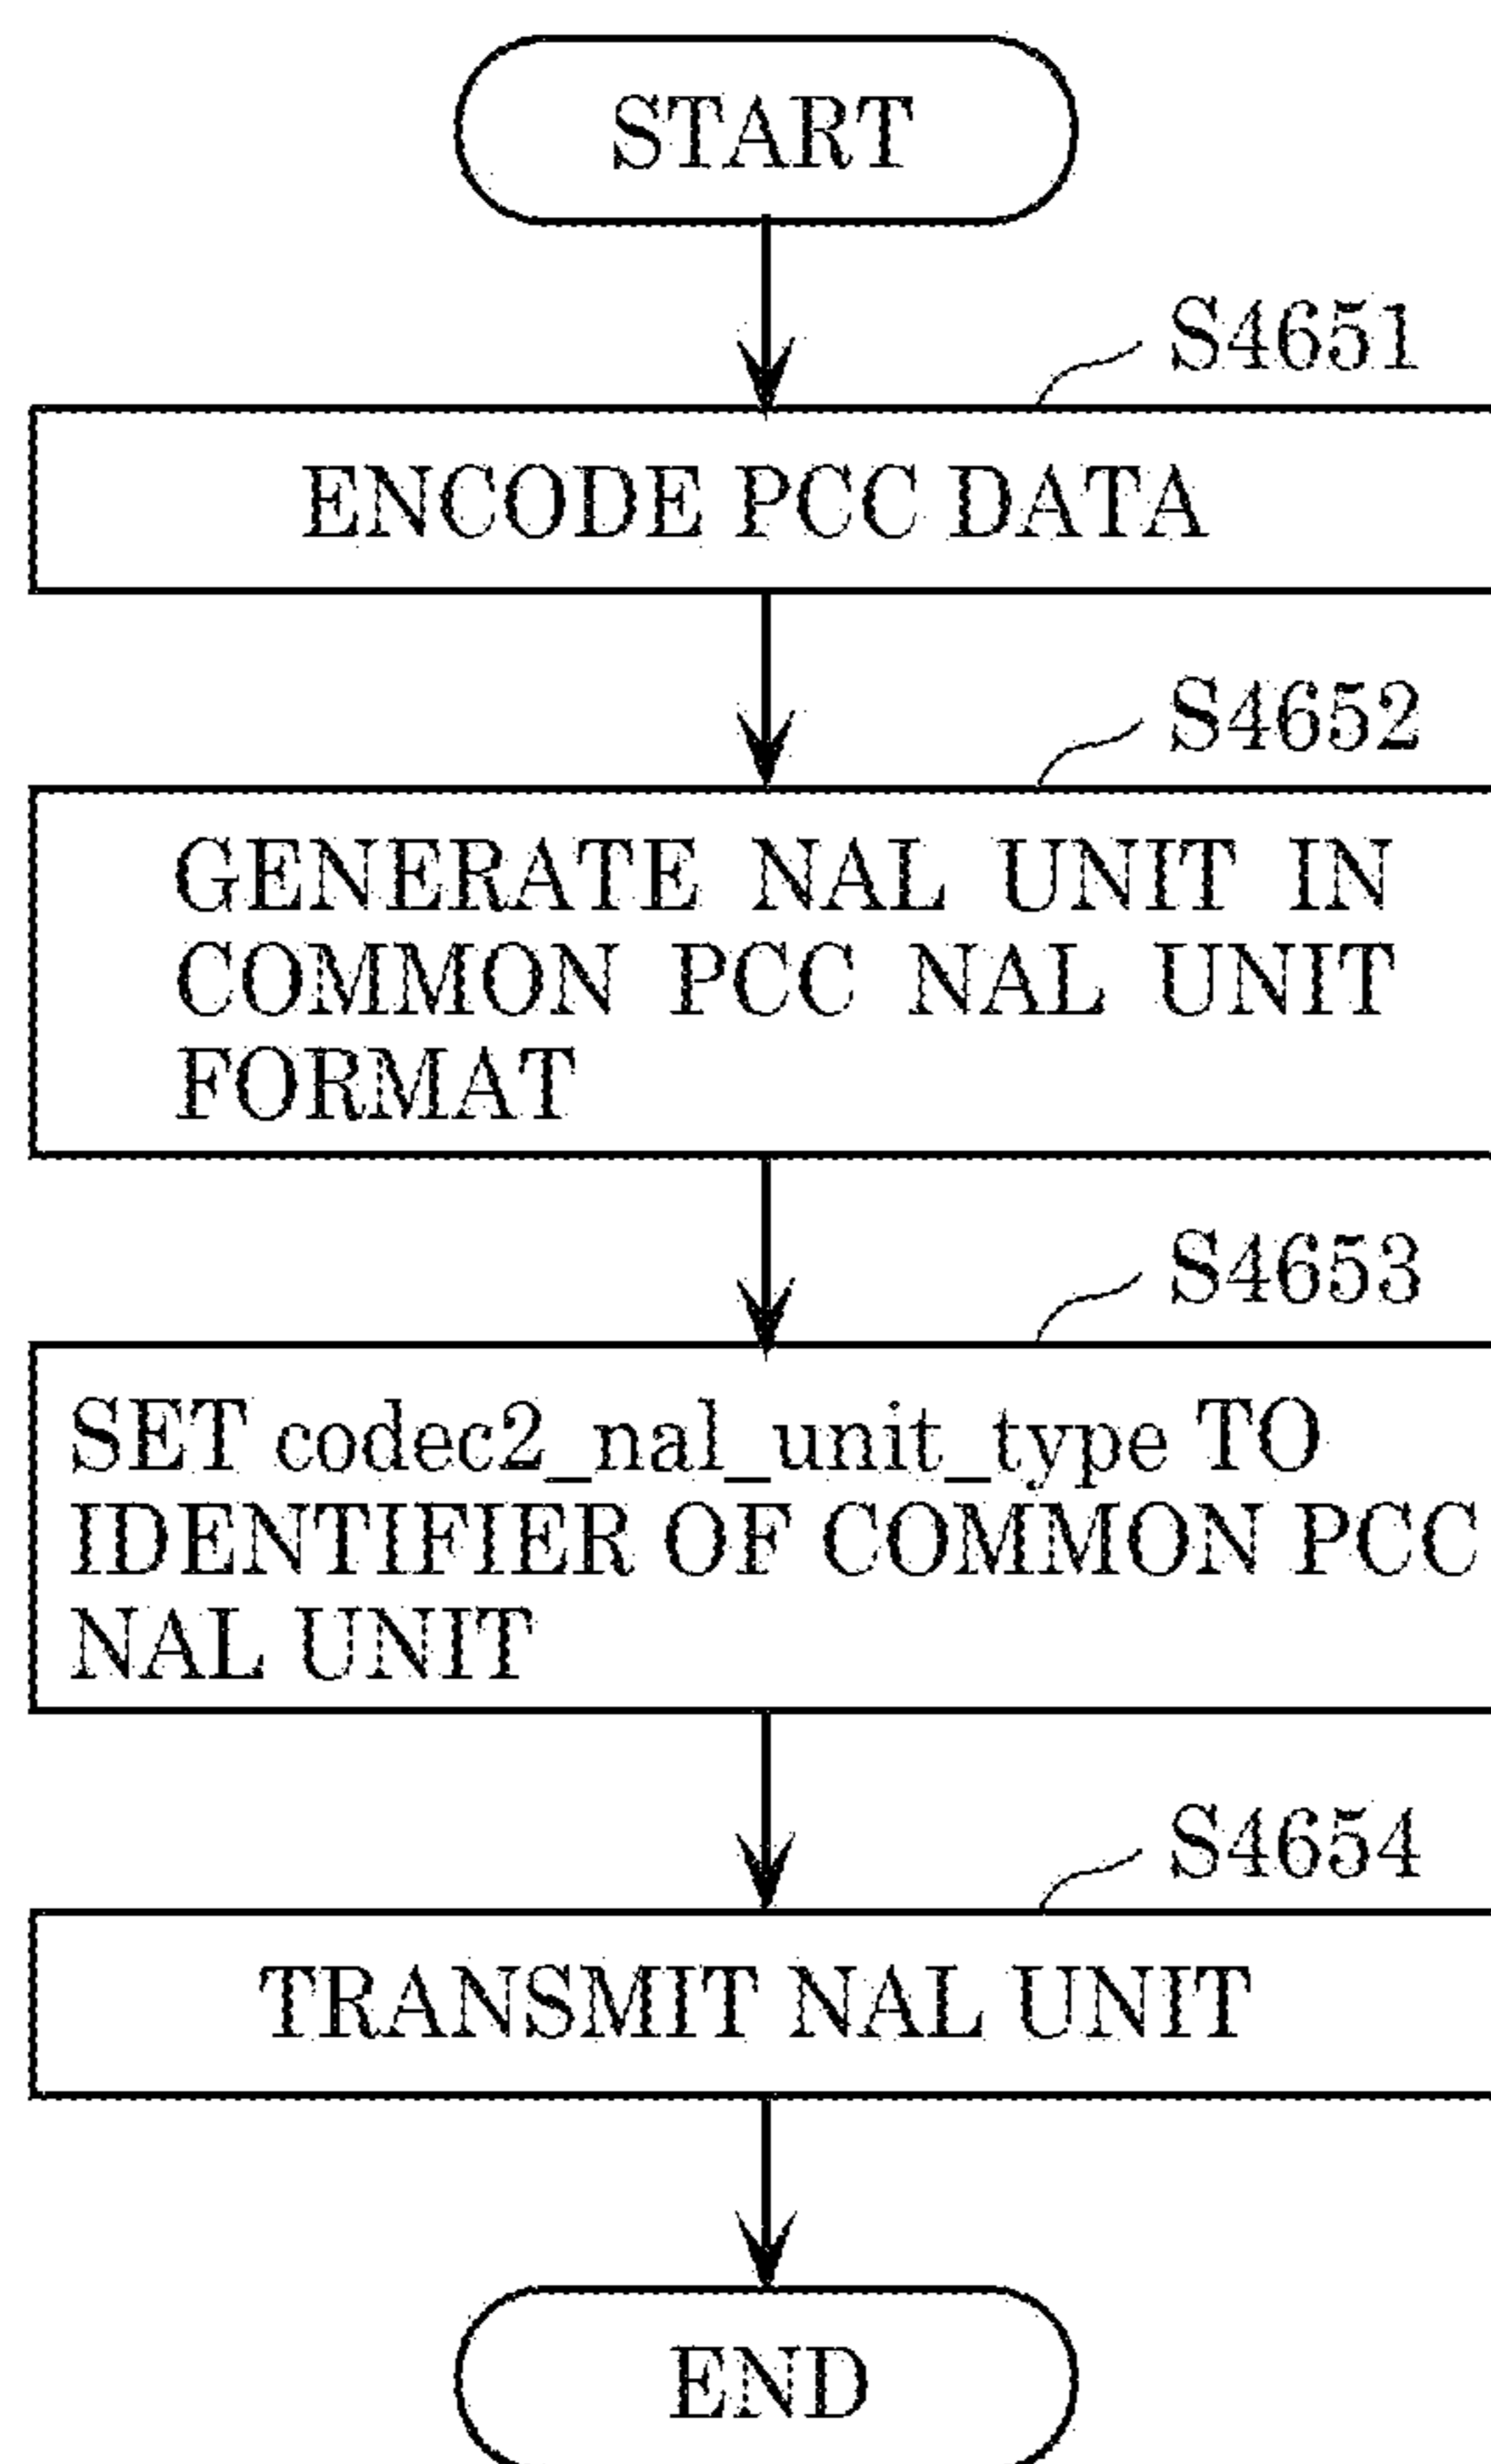 START
S4651
ENCODE PCC DATA
S4652
GENERATE NAL UNIT IN
COMMON PCC NAL UNIT
FORMAT
S4653
SET codec2_nal_unit_type TO
IDENTIFIER OF COMMON PCC
NAL UNIT
S4654
TRANSMIT NAL UNIT
END